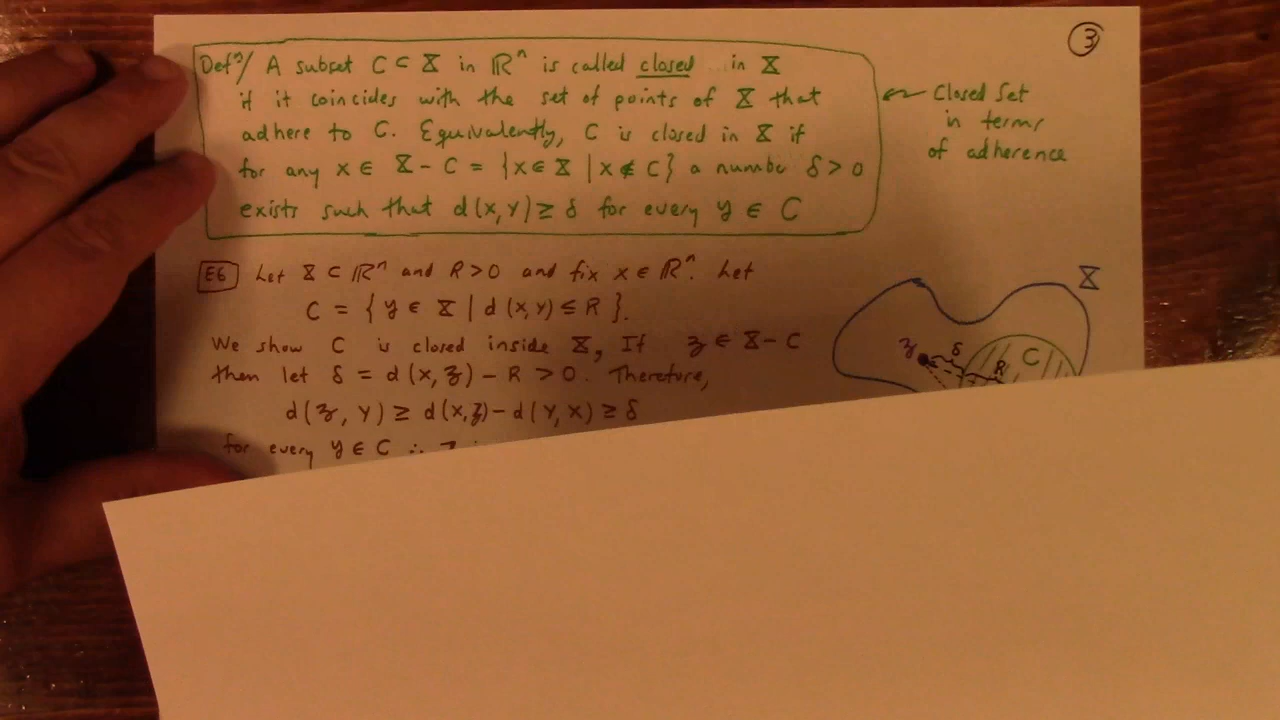 ③
Defⁿ/ A subset C ⊂ X in ℝⁿ is called closed in X
if it coincides with the set of points of X that
adhere to C. Equivalently, C is closed in X if
for any x ∈ X - C = {x ∈ X | x ∉ C} a numbe δ > 0
exists such that d(x,y) ≥ δ for every y ∈ C
Closed Set
in terms
of adherence
E6 Let X ⊂ ℝⁿ and R > 0 and fix x ∈ ℝⁿ. Let
C = { y ∈ X | d(x,y) ≤ R }.
We show C is closed inside X, If z ∈ X - C
then let δ = d(x,z) - R > 0. Therefore,
d(z,y) ≥ d(x,z) - d(y,x) ≥ δ
for every y ∈ C ∴
X
z δ R C